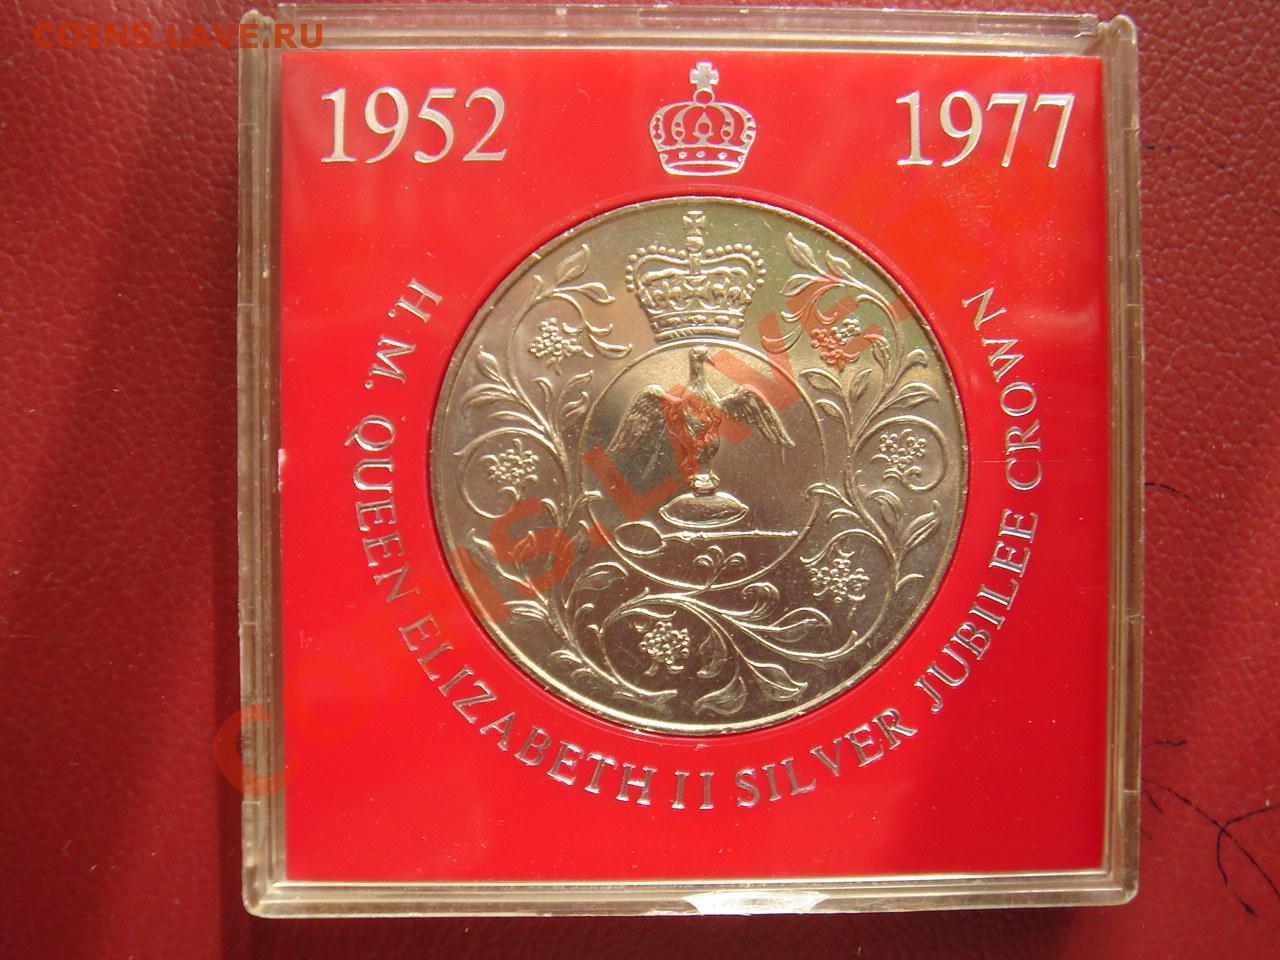 COINS.LAVE.RU
1952 1977
H. M. QUEEN ELIZABETH II SILVER JUBILEE CROWN
COINS.LAVE.RU